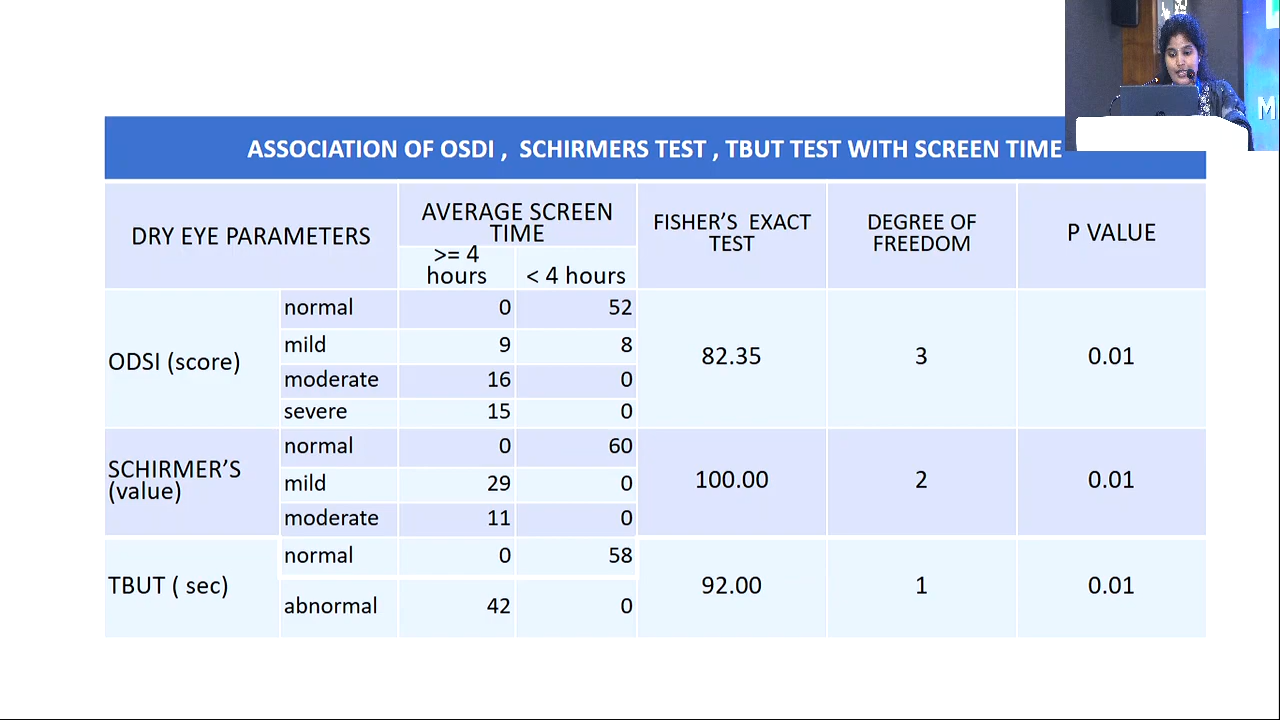 ASSOCIATION OF OSDI , SCHIRMERS TEST , TBUT TEST WITH SCREEN TIME
DRY EYE PARAMETERS
AVERAGE SCREEN
TIME
>= 4
hours
< 4 hours
FISHER’S EXACT
TEST
DEGREE OF
FREEDOM
P VALUE
ODSI (score)
normal 0 52
mild 9 8
moderate 16 0
severe 15 0
82.35 3 0.01
SCHIRMER’S
(value)
normal 0 60
mild 29 0
moderate 11 0
100.00 2 0.01
TBUT ( sec)
normal 0 58
abnormal 42 0
92.00 1 0.01
M